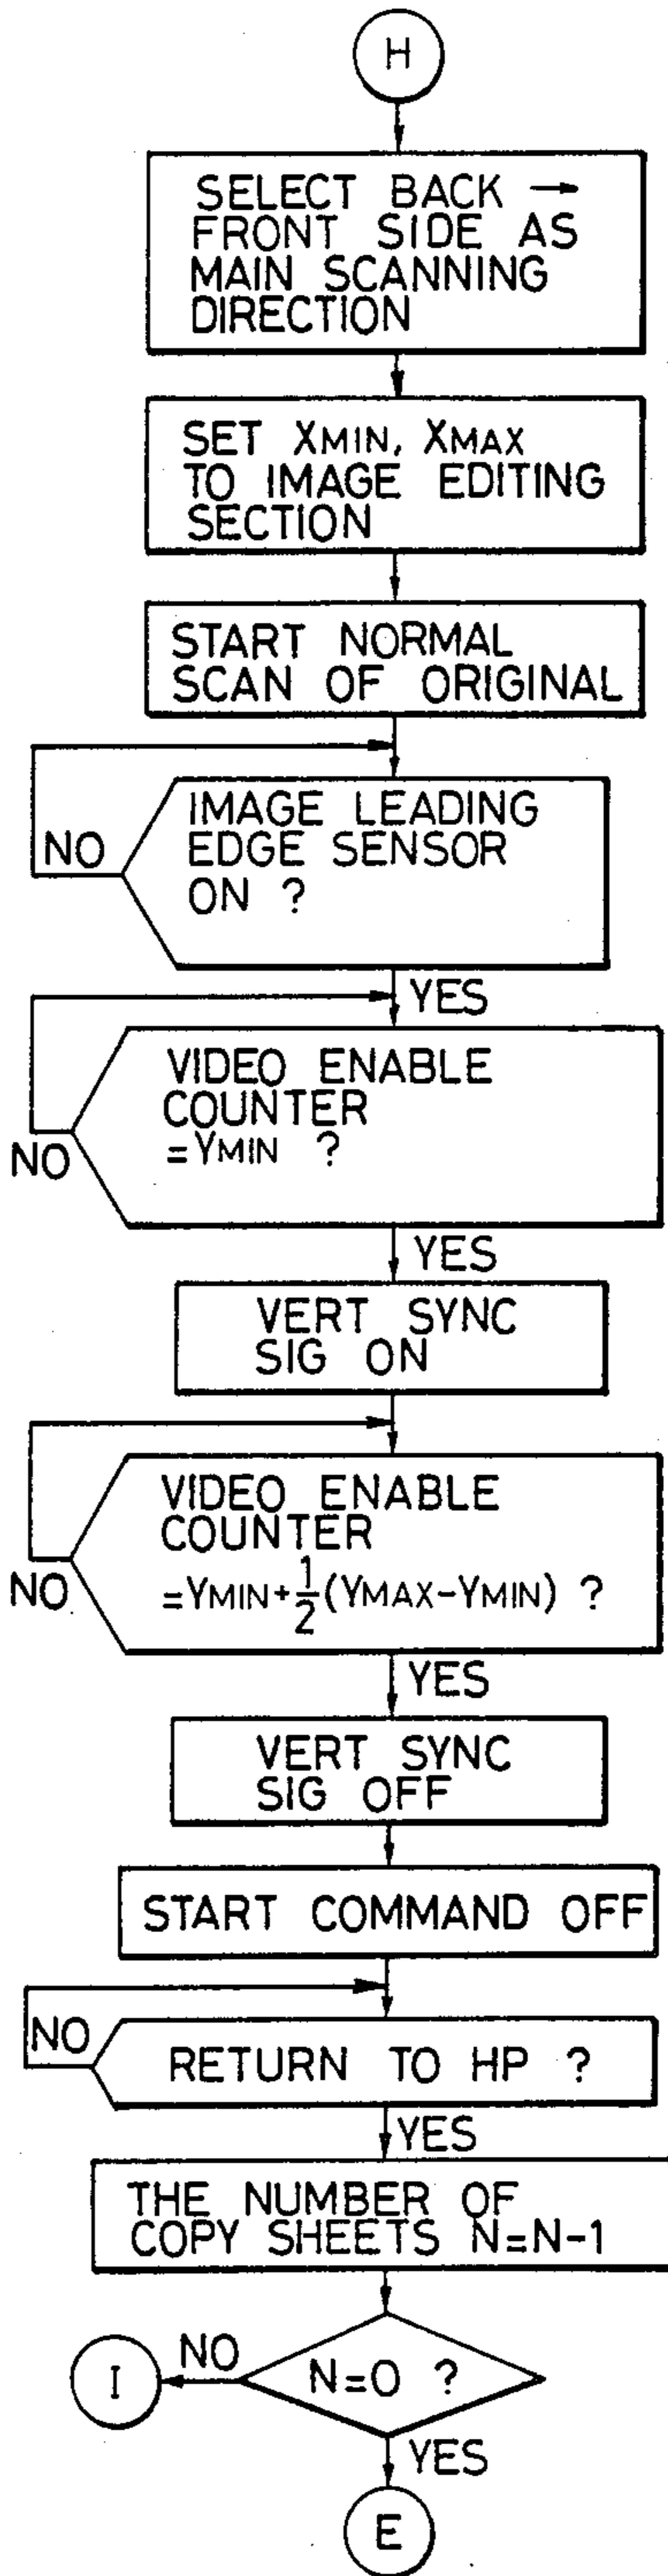 H
SELECT BACK →
FRONT SIDE AS
MAIN SCANNING
DIRECTION
SET XMIN, XMAX
TO IMAGE EDITING
SECTION
START NORMAL
SCAN OF ORIGINAL
IMAGE LEADING
EDGE SENSOR
ON ?
NO
YES
VIDEO ENABLE
COUNTER
=YMIN ?
NO
YES
VERT SYNC
SIG ON
VIDEO ENABLE
COUNTER
=YMIN+1/2(YMAX-YMIN) ?
NO
YES
VERT SYNC
SIG OFF
START COMMAND OFF
NO
RETURN TO HP ?
YES
THE NUMBER OF
COPY SHEETS N=N-1
NO
I
N=0 ?
YES
E